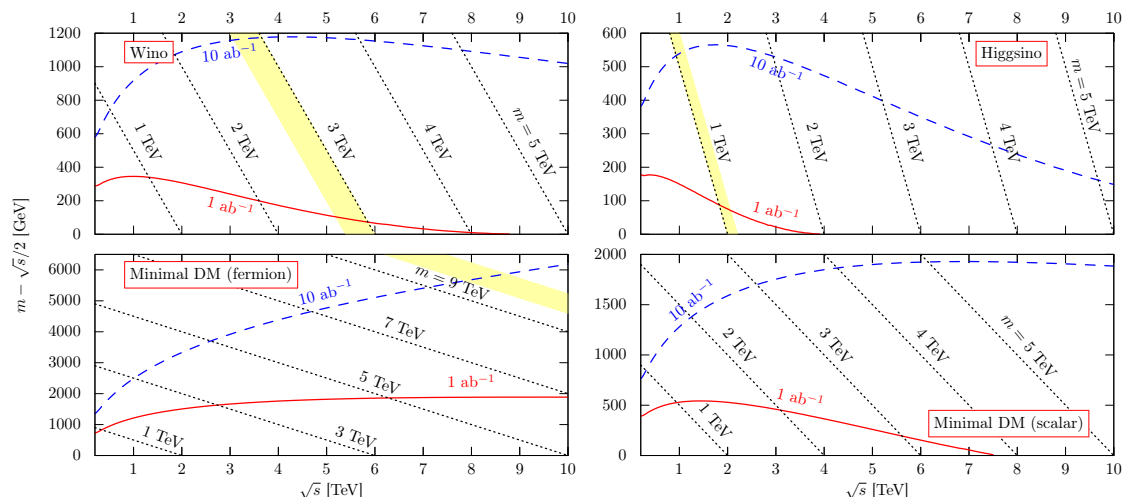 1 2 3 4 5 6 7 8 9 10
1 2 3 4 5 6 7 8 9 10
m − √s/2 [GeV]
1200
1000
800
600
400
200
0
Wino
10 ab⁻¹
1 ab⁻¹
1 TeV
2 TeV
3 TeV
4 TeV
m = 5 TeV
600
500
400
300
200
100
0
Higgsino
10 ab⁻¹
1 ab⁻¹
1 TeV
2 TeV
3 TeV
4 TeV
m = 5 TeV
6000
5000
4000
3000
2000
1000
0
Minimal DM (fermion)
10 ab⁻¹
1 ab⁻¹
1 TeV
3 TeV
5 TeV
7 TeV
m = 9 TeV
1 2 3 4 5 6 7 8 9 10
√s [TeV]
2000
1500
1000
500
0
10 ab⁻¹
1 ab⁻¹
1 TeV
2 TeV
3 TeV
4 TeV
m = 5 TeV
Minimal DM (scalar)
1 2 3 4 5 6 7 8 9 10
√s [TeV]